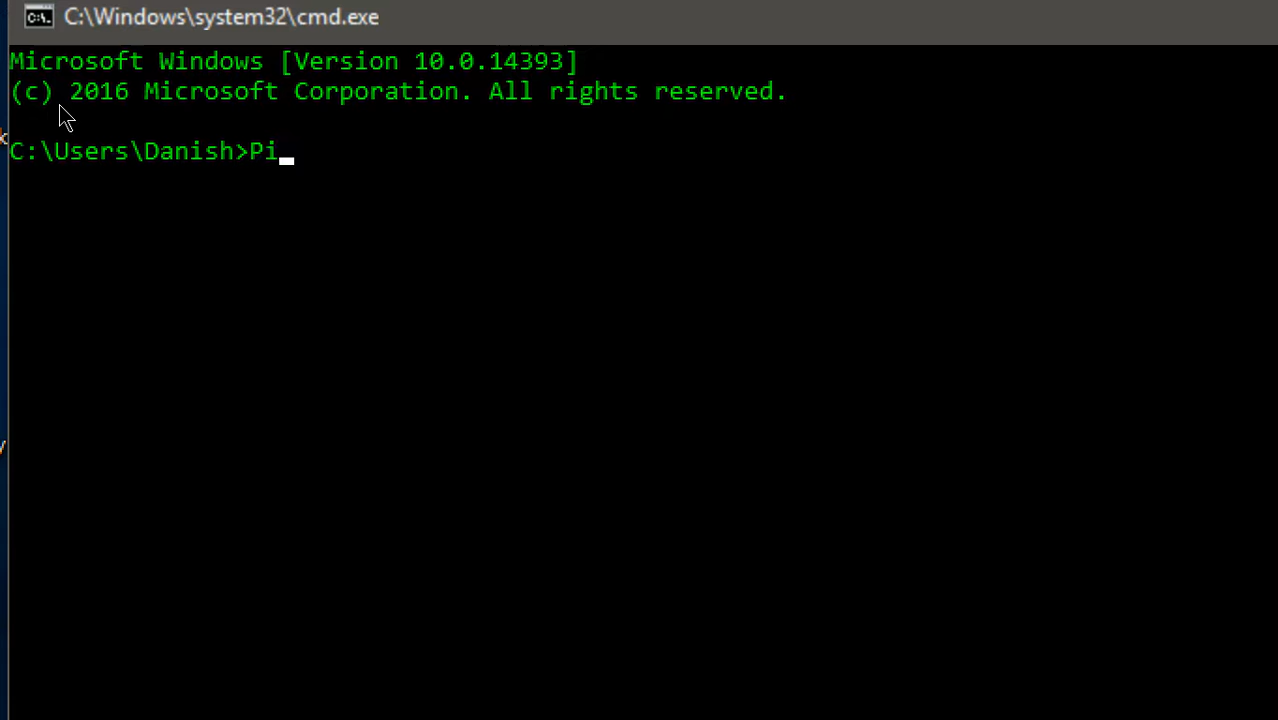 C:\Windows\system32\cmd.exe
Microsoft Windows [Version 10.0.14393]
(c) 2016 Microsoft Corporation. All rights reserved.
C:\Users\Danish>Pi